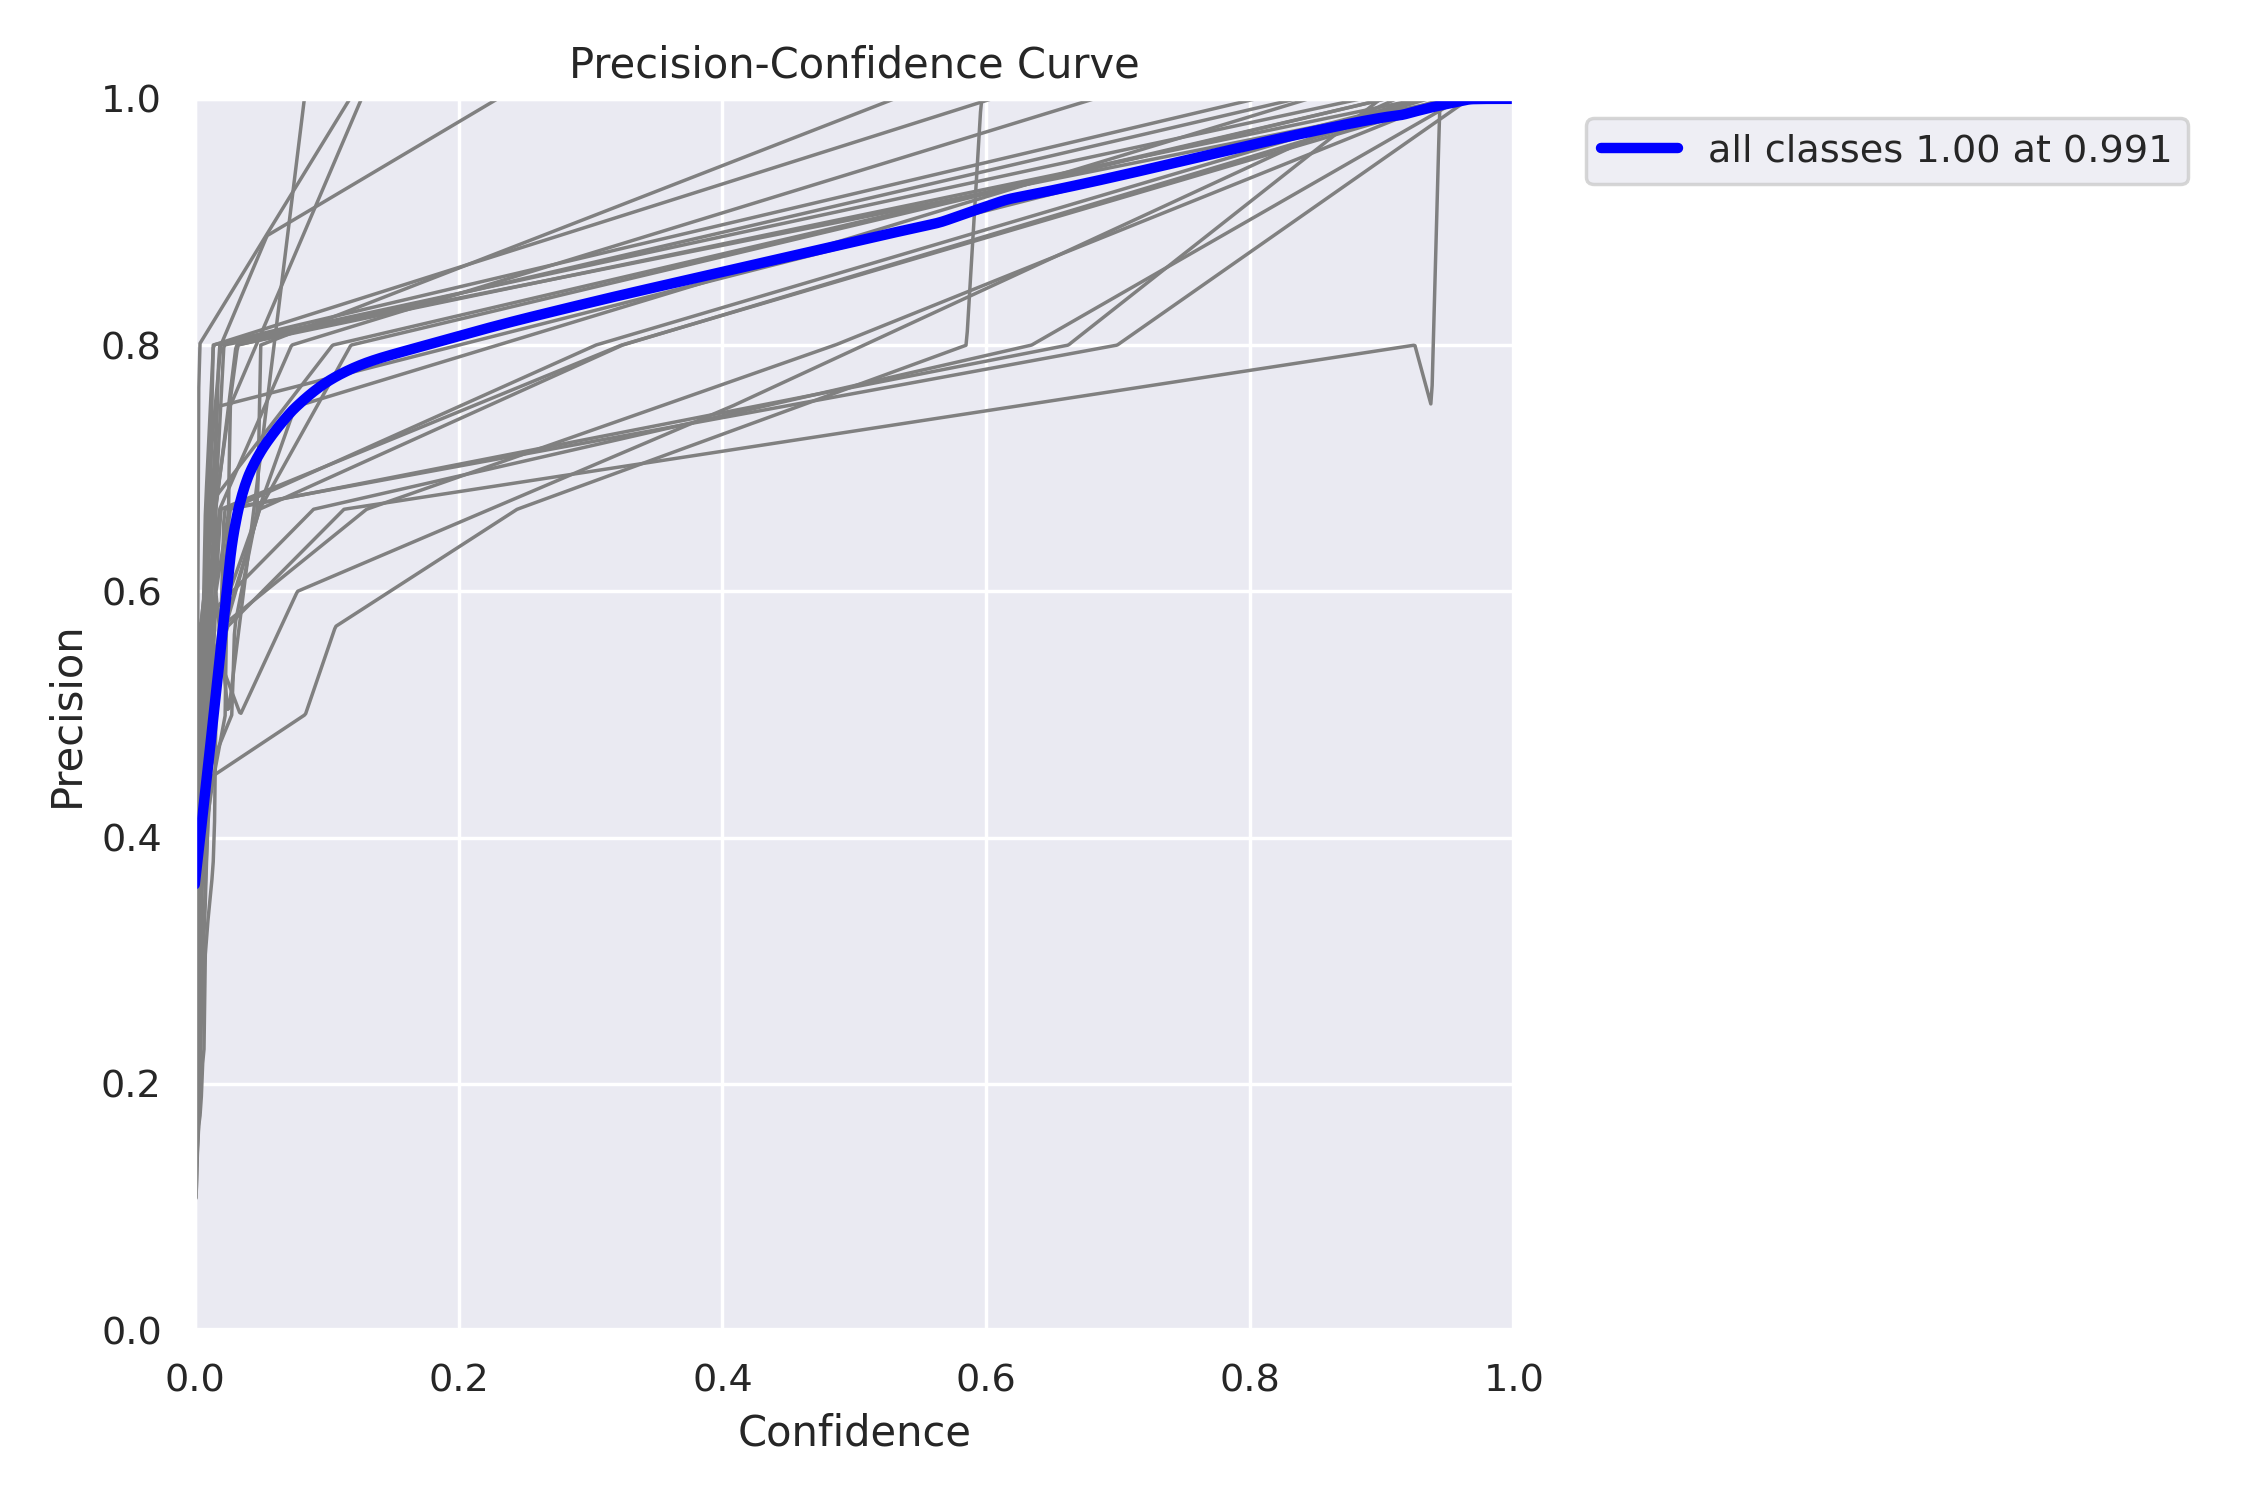 Precision-Confidence Curve
1.0
0.8
0.6
0.4
0.2
0.0
Precision
0.0 0.2 0.4 0.6 0.8 1.0
Confidence
all classes 1.00 at 0.991